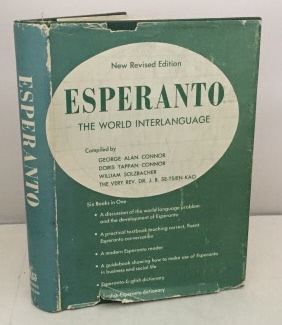 ESPERANTO
New Revised Edition
ESPERANTO
THE WORLD INTERLANGUAGE
Compiled by
GEORGE ALAN CONNOR
DORIS TAPPAN CONNOR
WILLIAM SOLZBACHER
THE VERY REV. DR. J. B. SE-TSIEN KAO
Six Books in One
• A discussion of the world language problem
and the development of Esperanto
• A practical textbook teaching correct, fluent
Esperanto conversation
• A modern Esperanto reader
• A guidebook showing how to make use of Esperanto
in business and social life
• Esperanto-English dictionary
• English-Esperanto dictionary